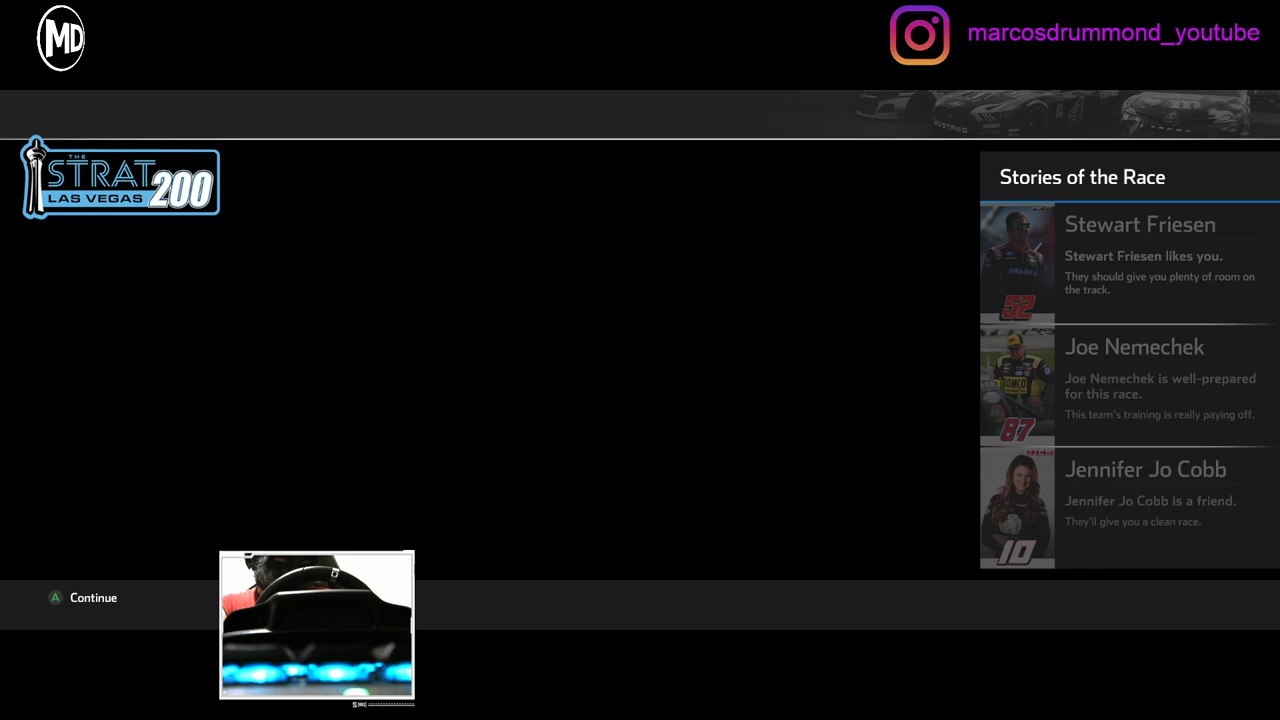 MD
marcosdrummond_youtube
MUSTANG
THE
STRAT
200
LAS VEGAS
Stories of the Race
Stewart Friesen
Stewart Friesen likes you.
They should give you plenty of room on
the track.
52
Joe Nemechek
Joe Nemechek is well-prepared
for this race.
This team's training is really paying off.
87
Jennifer Jo Cobb
Jennifer Jo Cobb is a friend.
They'll give you a clean race.
10
A Continue